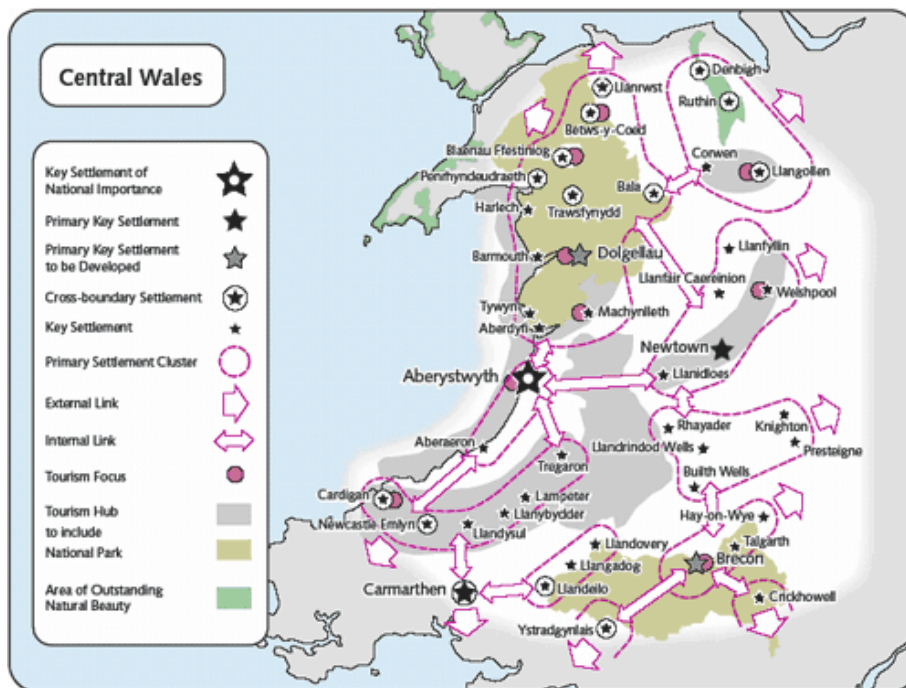 Central Wales
Key Settlement of
National Importance
Primary Key Settlement
Primary Key Settlement
to be Developed
Cross-boundary Settlement
Key Settlement
Primary Settlement Cluster
External Link
Internal Link
Tourism Focus
Tourism Hub
to include
National Park
Area of Outstanding
Natural Beauty
Denbigh
Llanrwst
Ruthin
Betws-y-Coed
Blaenau Ffestiniog
Corwen
Llangollen
Penrhyndeudraeth
Bala
Trawsfynydd
Harlech
Llanfyllin
Barmouth
Dolgellau
Llanfair Caereinion
Welshpool
Tywyn
Machynlleth
Aberdyfi
Newtown
Aberystwyth
Llanidloes
Rhayader
Knighton
Aberaeron
Llandrindod Wells
Presteigne
Tregaron
Builth Wells
Cardigan
Lampeter
Newcastle Emlyn
Llanybydder
Hay-on-Wye
Llandysul
Llandovery
Talgarth
Llangadog
Brecon
Carmarthen
Llandeilo
Crickhowell
Ystradgynlais